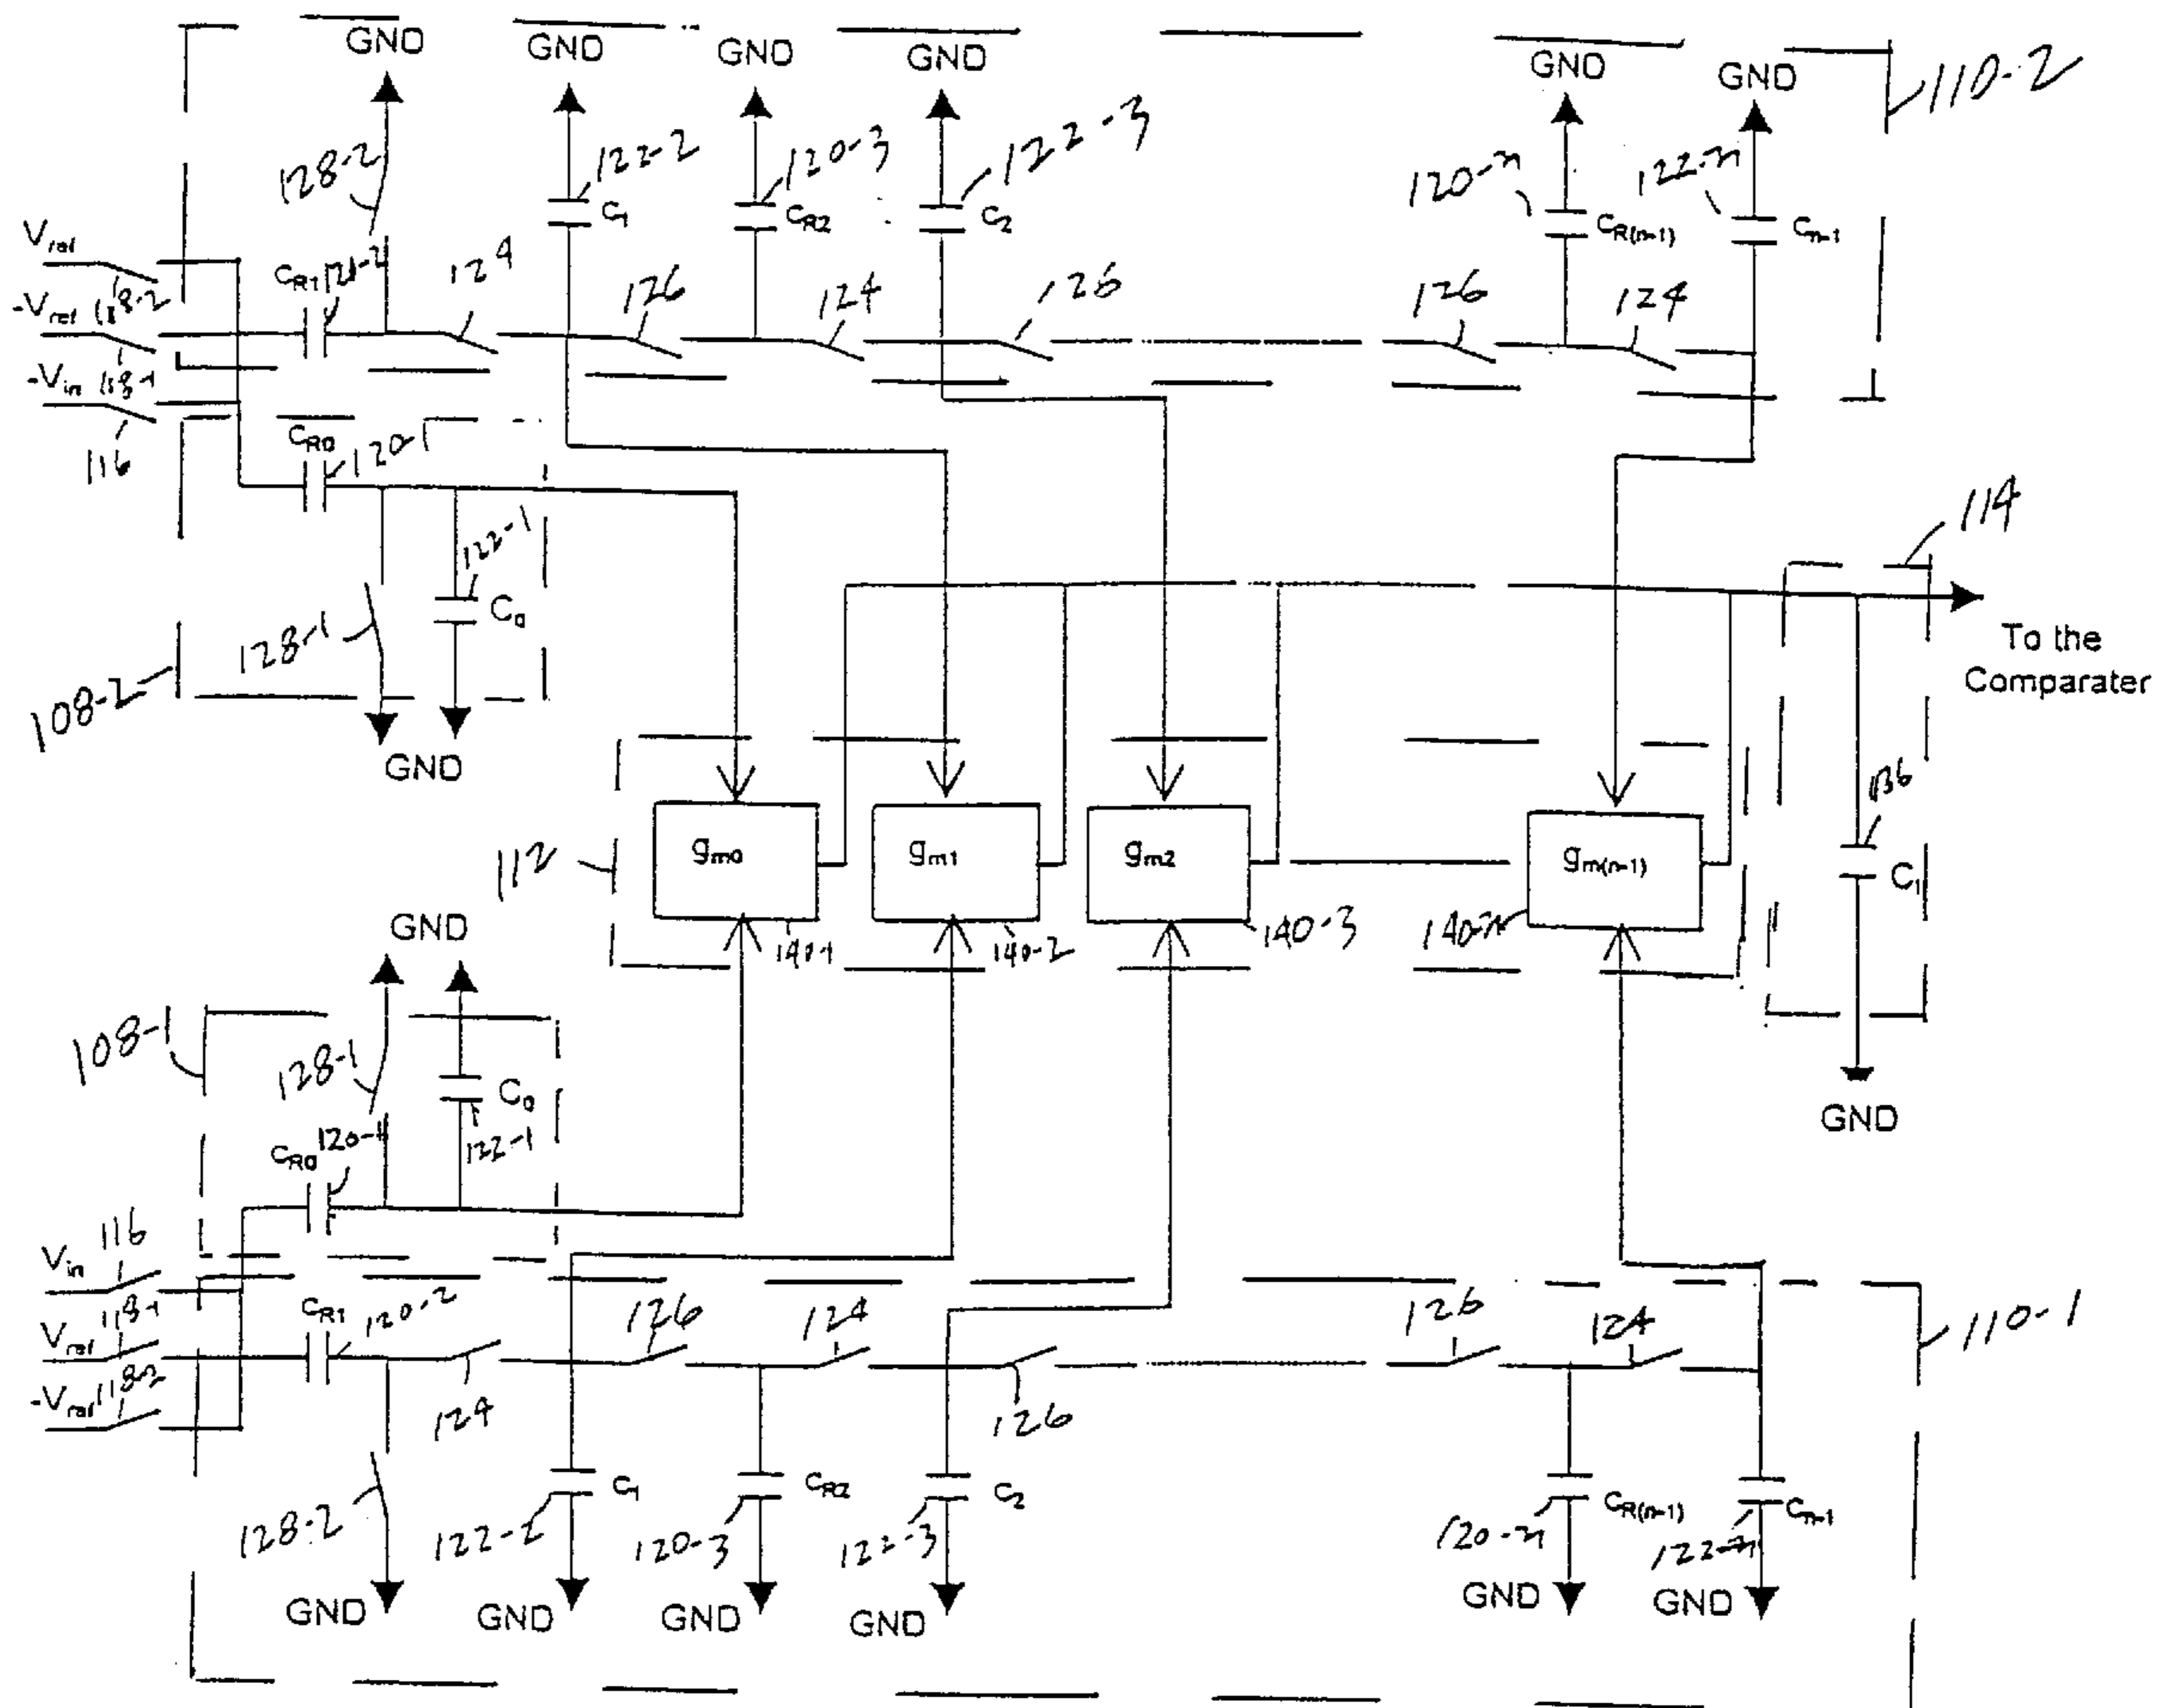 GND GND GND GND GND GND
110-2
128-2 122-2 120-3 122-3 120-n 122-n
C1 CR2 C2 CR(n-1) Cn-1
Vref
118-2
CR1 124 126 124 126 126 124
-Vref
118-1
-Vin
116
CR0 120-1
122-1
C0
128-1
108-2
GND
114
To the
Comparater
136
C1
GND
112
gm0 gm1 gm2 gm(n-1)
140-1 140-2 140-3 140-n
GND
108-1
128-1 C0
122-1
CR0 120-1
Vin 116
118-1
Vref
118-2
-Vref
CR1 120-2
124 126 124 126 126 124
110-1
128-2 122-2 120-3 122-3 120-n 122-n
C1 CR2 C2 CR(n-1) Cn-1
GND GND GND GND GND GND